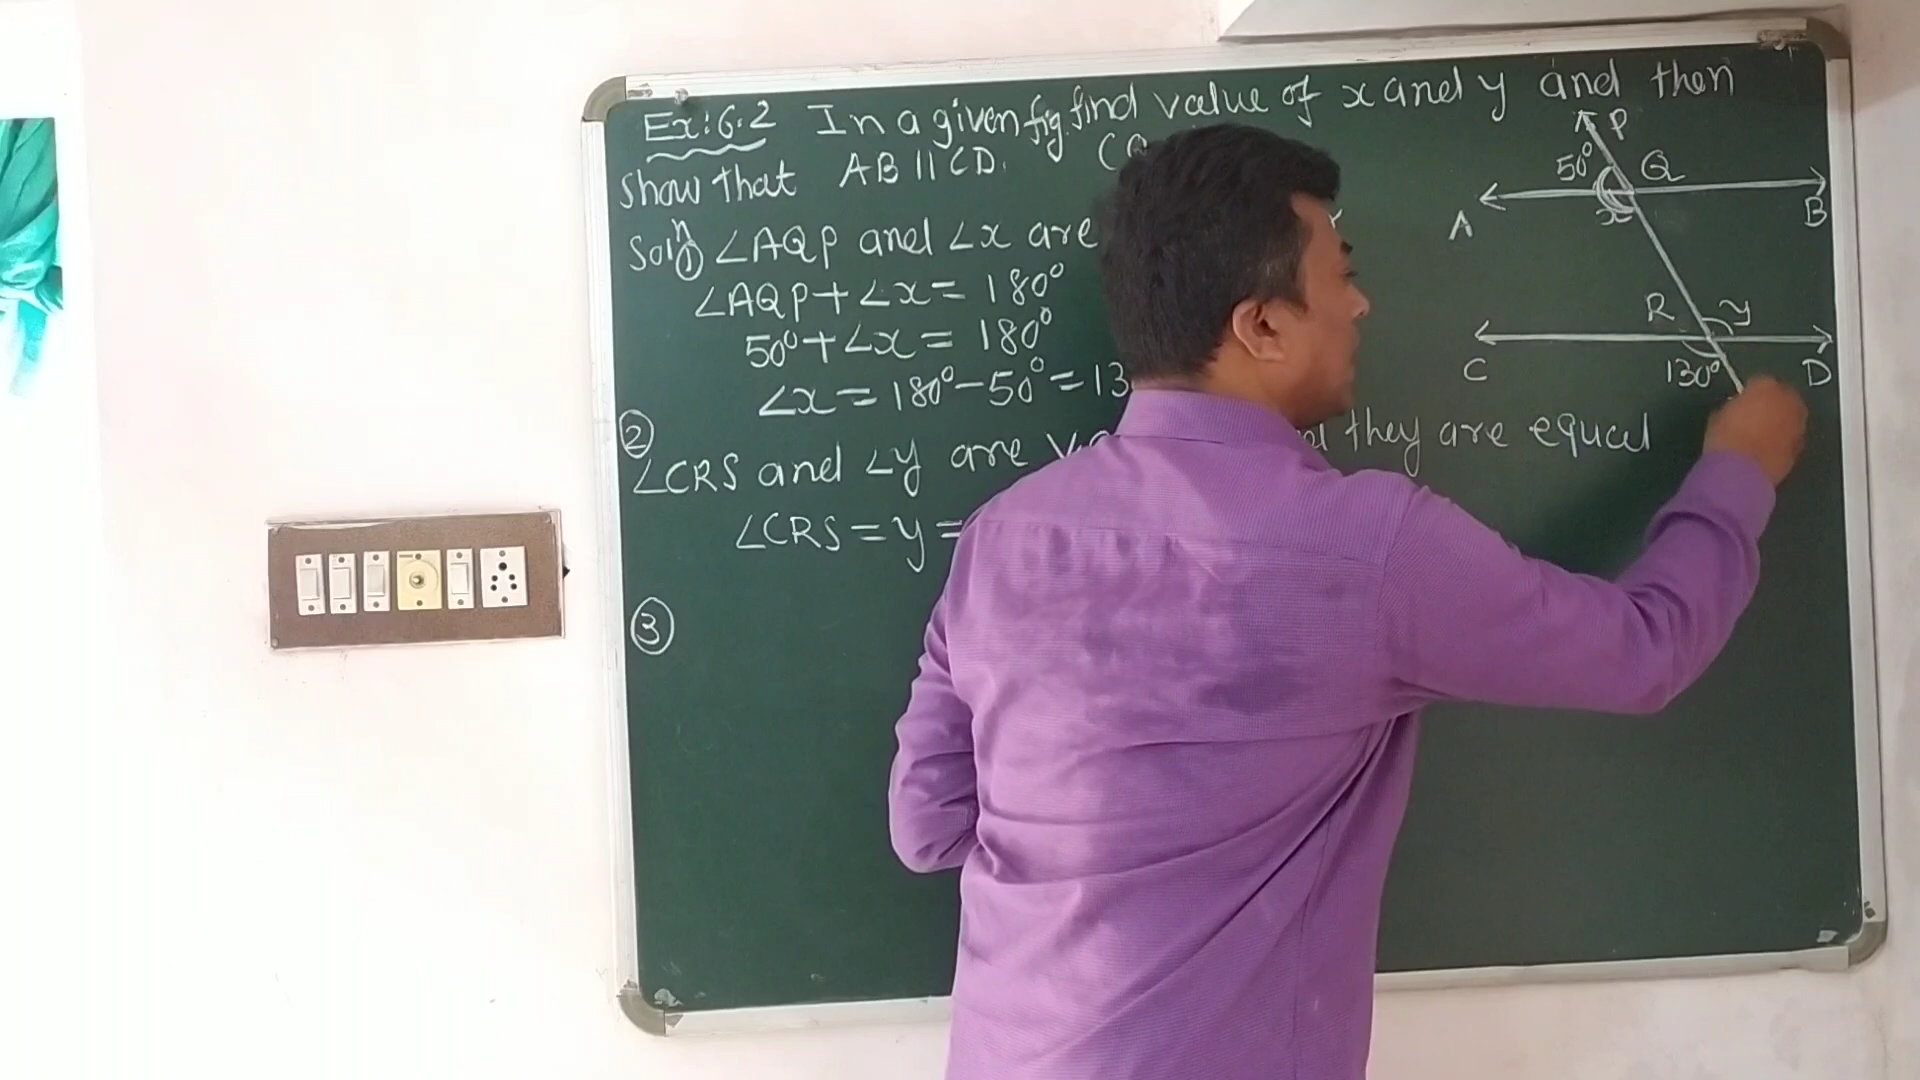 Ex:6.2 In a given fig. find value of x and y and then
show that AB || CD.
Solⁿ ① ∠AQP and ∠x are
∠AQP + ∠x = 180°
50° + ∠x = 180°
∠x = 180° - 50° = 13
②
∠CRS and ∠y are they are equal
∠CRS = y =
③
P
50° Q
A x B
R y
C 130° D